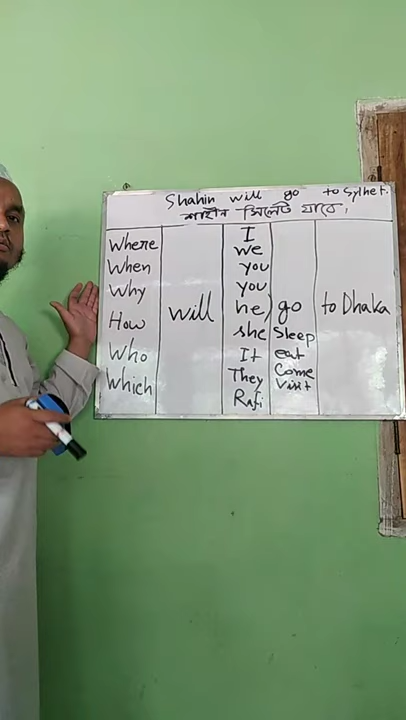 Shahin will go to Sylhet.
শাহীন সিলেট যাবে।
Where
When
Why
How
Who
Which
will
I
we
you
you
he)
she
It
They
Rafi
go
Sleep
eat
Come
Visit
to Dhaka